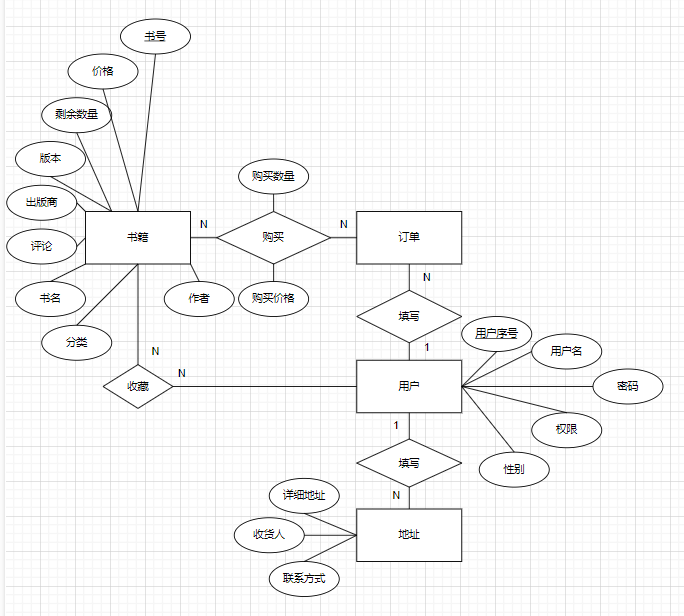 书号
价格
剩余数量
版本
购买数量
出版商
N
N
书籍
购买
订单
评论
N
书名
作者
购买价格
填写
用户序号
分类
1
用户名
N
N
收藏
用户
密码
1
权限
填写
性别
详细地址
N
收货人
地址
联系方式